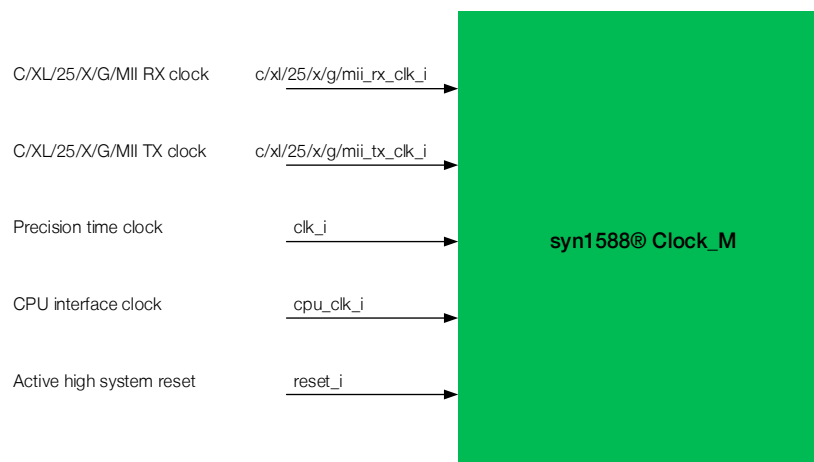 C/XL/25/X/G/MII RX clock c/xl/25/x/g/mii_rx_clk_i
C/XL/25/X/G/MII TX clock c/xl/25/x/g/mii_tx_clk_i
Precision time clock clk_i
syn1588® Clock_M
CPU interface clock cpu_clk_i
Active high system reset reset_i